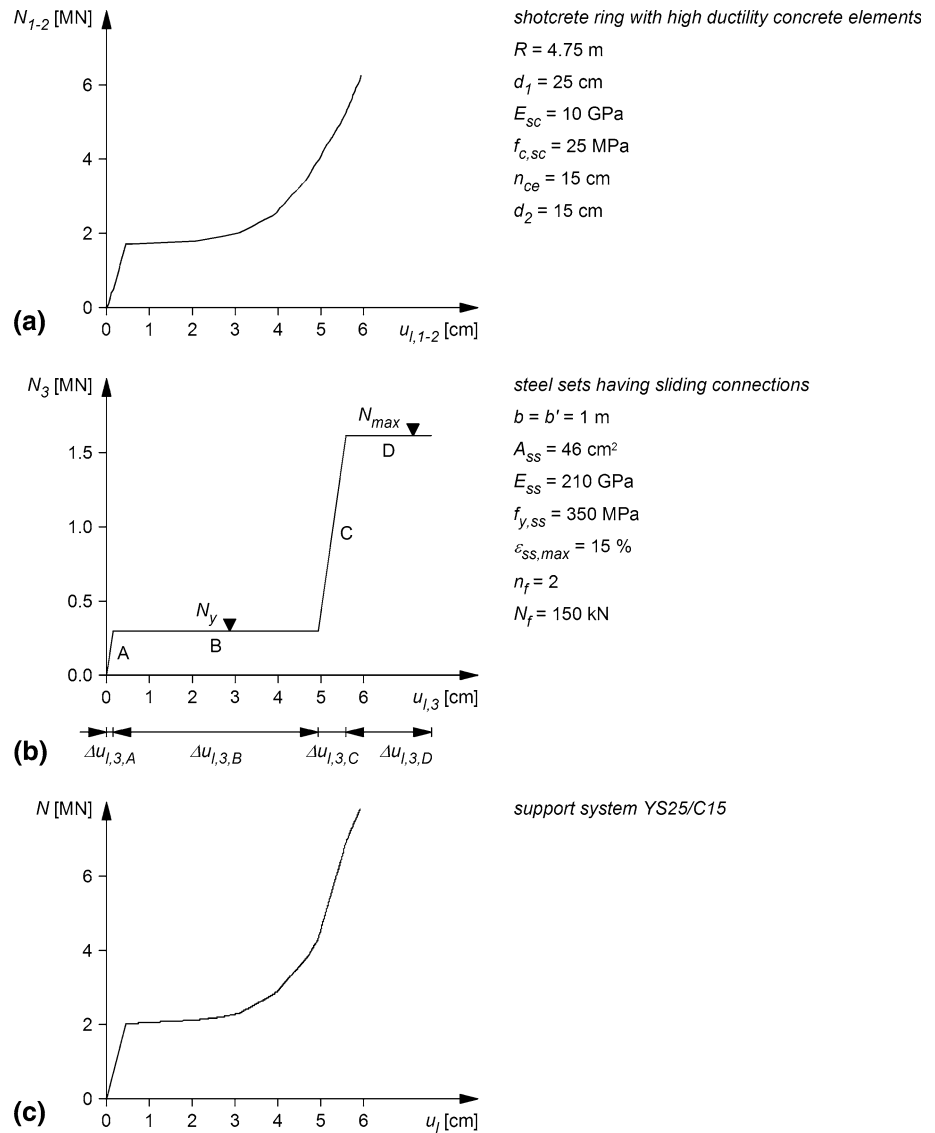 N1-2 [MN]
shotcrete ring with high ductility concrete elements
R = 4.75 m
d1 = 25 cm
Esc = 10 GPa
fc,sc = 25 MPa
nce = 15 cm
d2 = 15 cm
6
4
2
0
0 1 2 3 4 5 6
ul,1-2 [cm]
(a)
N3 [MN]
steel sets having sliding connections
b = b' = 1 m
Ass = 46 cm²
Ess = 210 GPa
fy,ss = 350 MPa
εss,max = 15 %
nf = 2
Nf = 150 kN
Nmax
D
1.5
C
1.0
0.5
Ny
A
B
0.0
0 1 2 3 4 5 6
ul,3 [cm]
(b)
Δul,3,A Δul,3,B Δul,3,C Δul,3,D
N [MN]
support system YS25/C15
6
4
2
0
0 1 2 3 4 5 6
ul [cm]
(c)